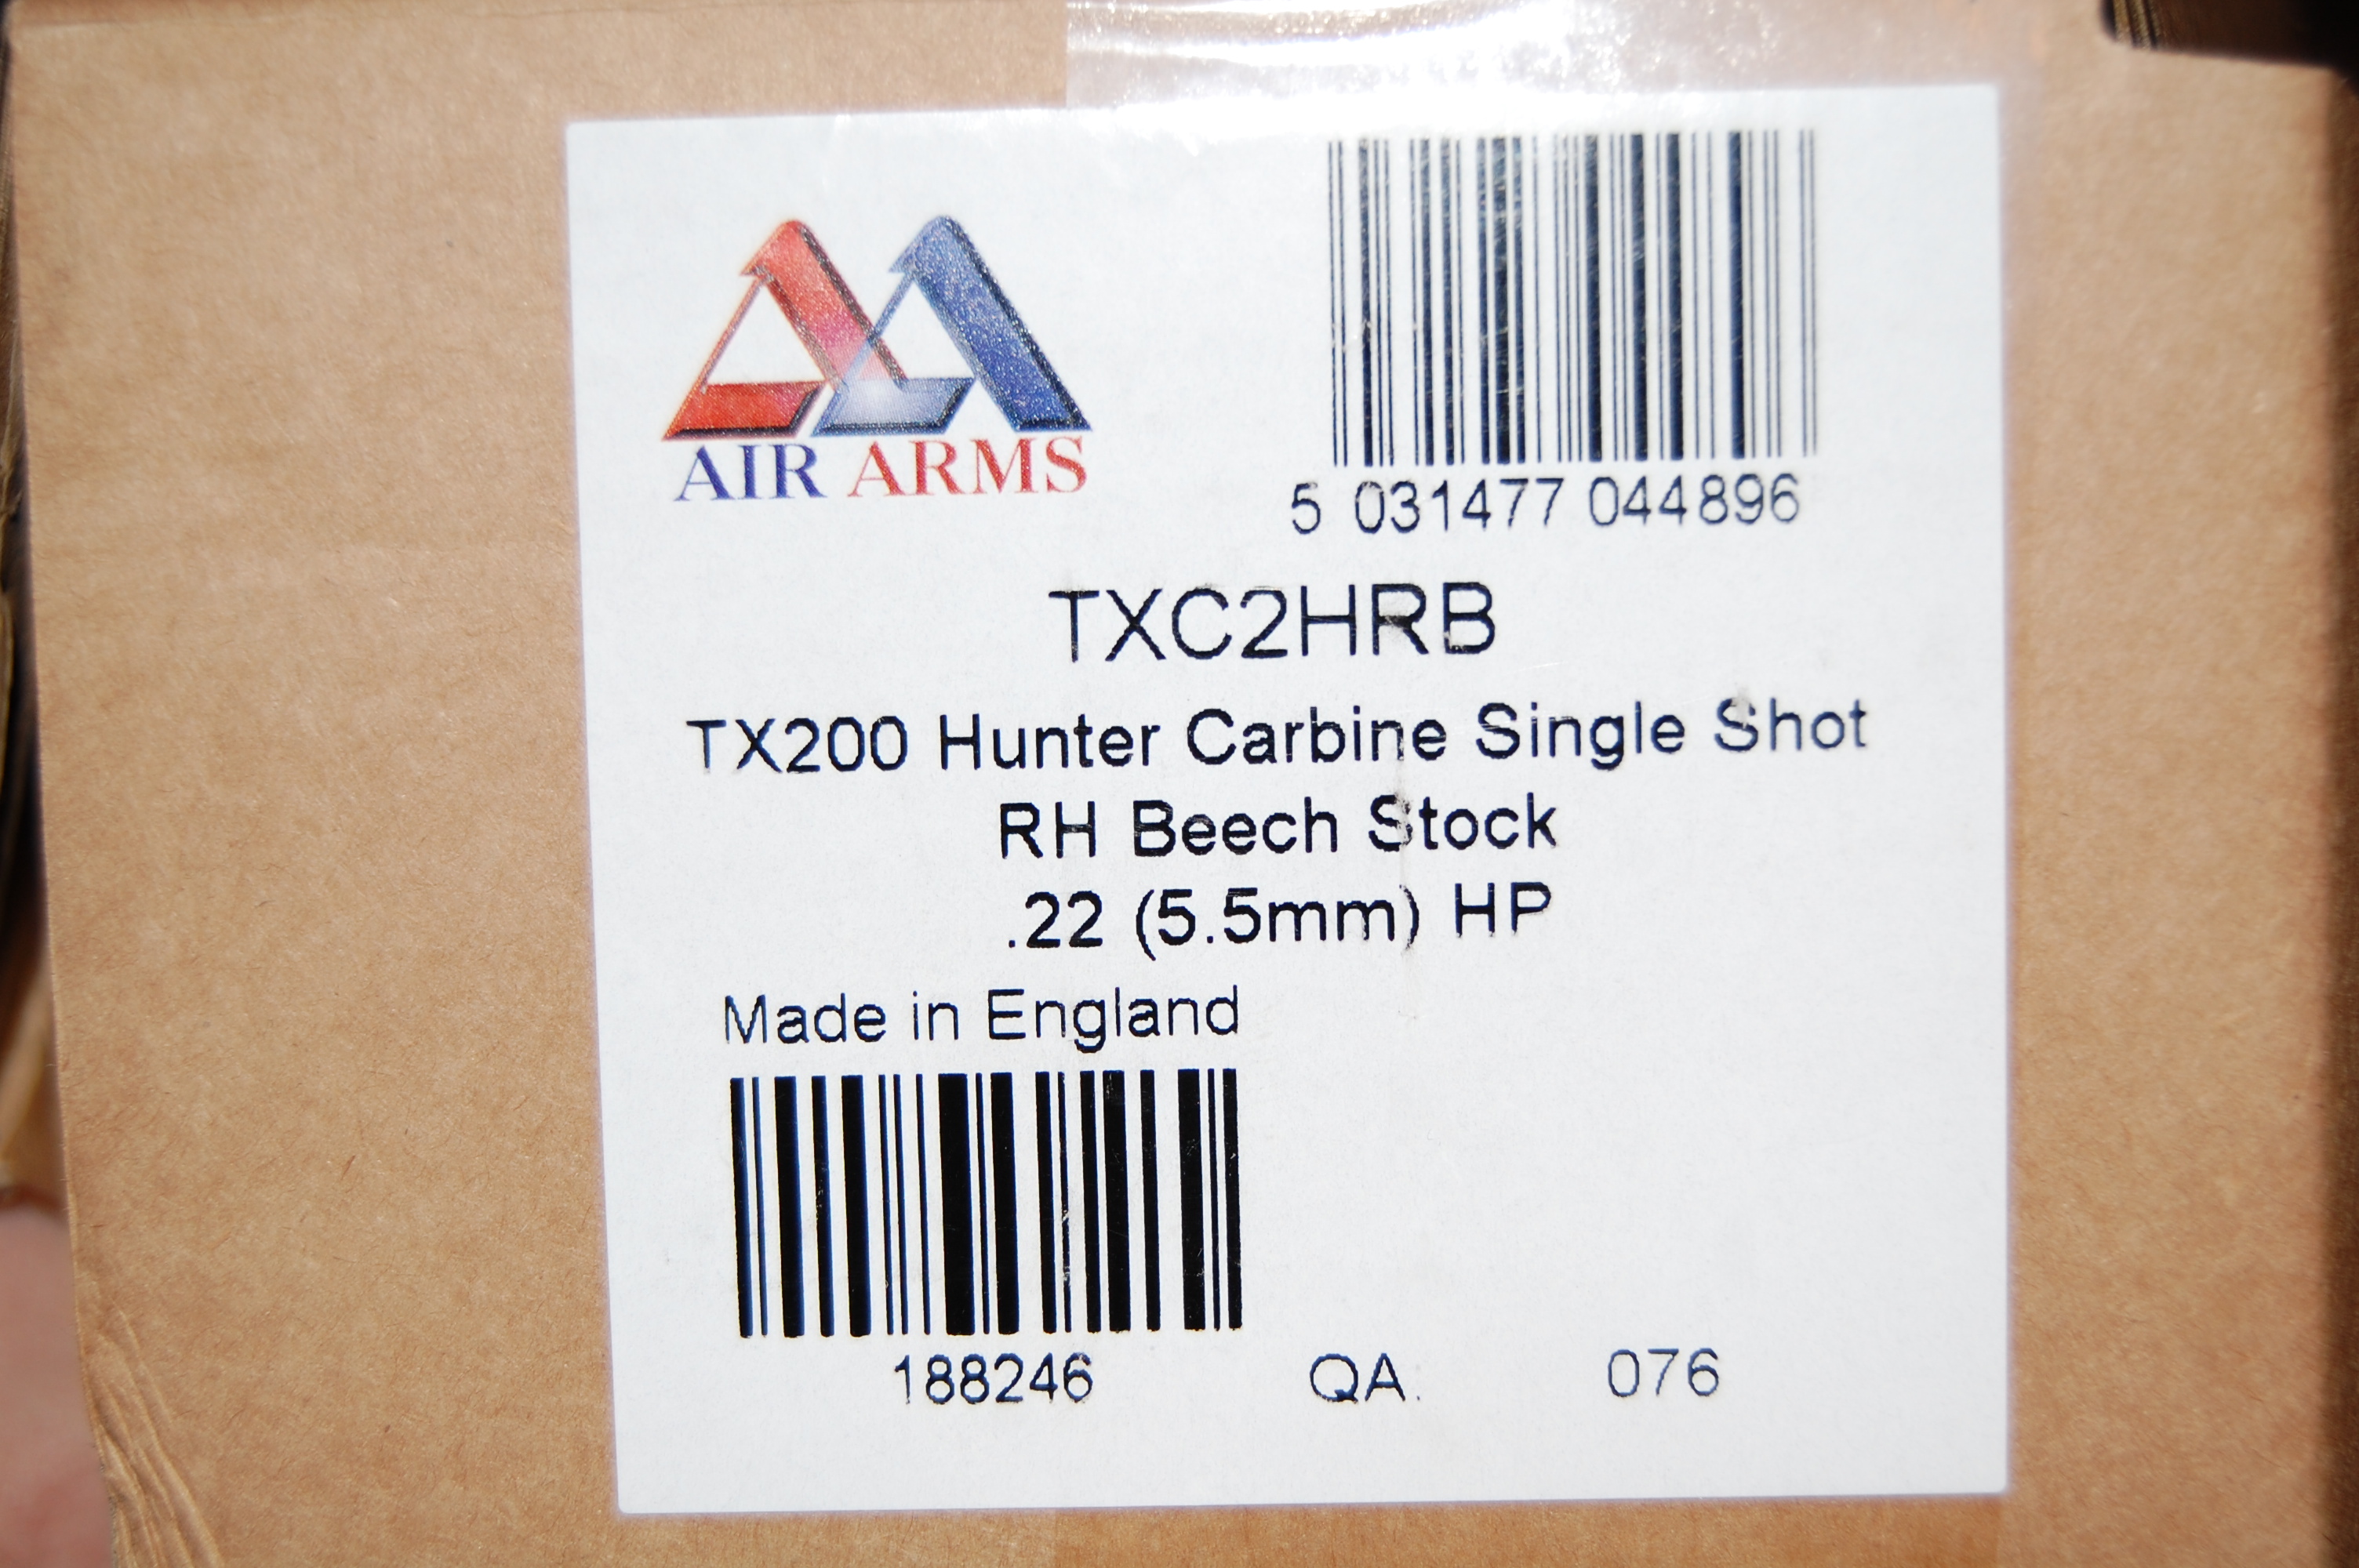 AIR ARMS
5 031477 044896
TXC2HRB
TX200 Hunter Carbine Single Shot
RH Beech Stock
.22 (5.5mm) HP
Made in England
188246 QA. 076